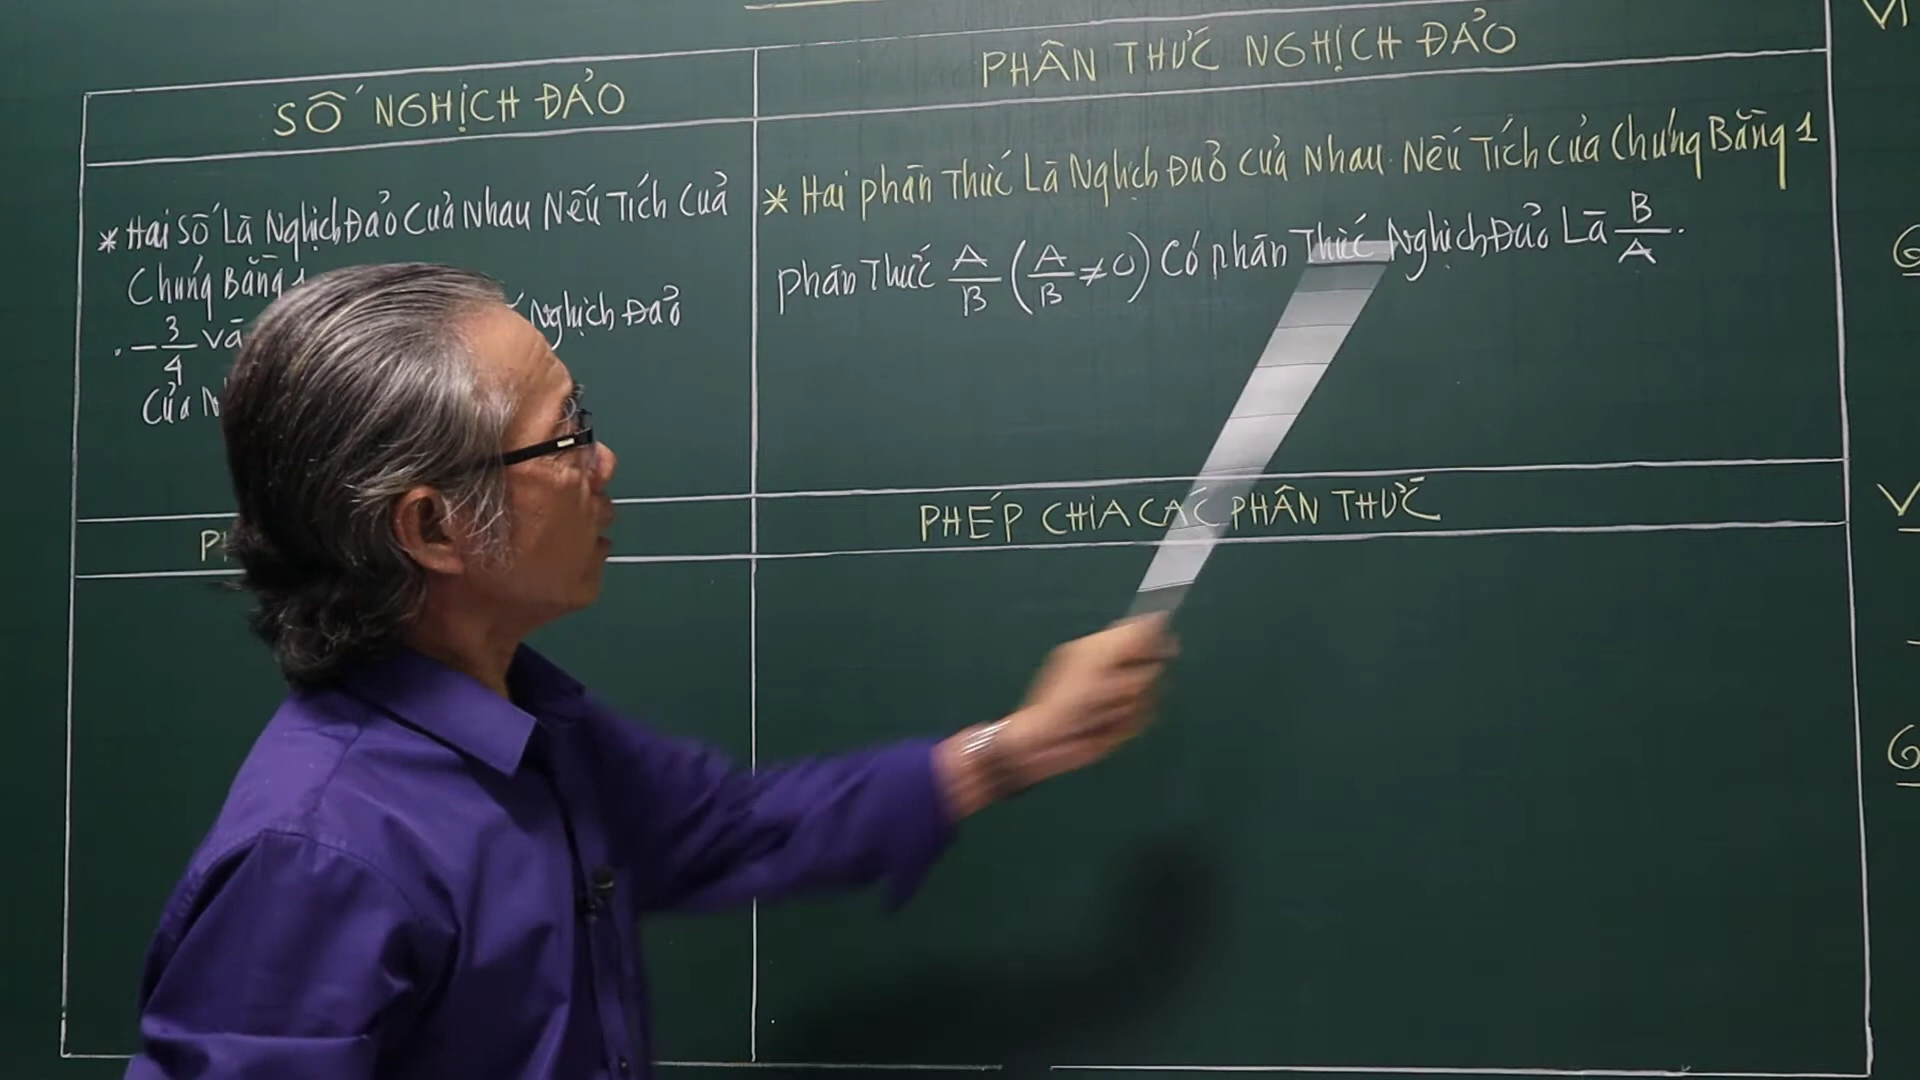 SỐ NGHỊCH ĐẢO
* Hai Số Là Nghịch Đảo Của Nhau Nếu Tích Của
Chúng Bằng 1
. -3/4 và Nghịch Đảo
Của
PHÂN THỨC NGHỊCH ĐẢO
* Hai phân Thức Là Nghịch Đảo Của Nhau Nếu Tích Của Chúng Bằng 1
Phân Thức A/B (A/B ≠ 0) Có phân Thức Nghịch Đảo Là B/A.
PHÉP CHIA CÁC PHÂN THỨC